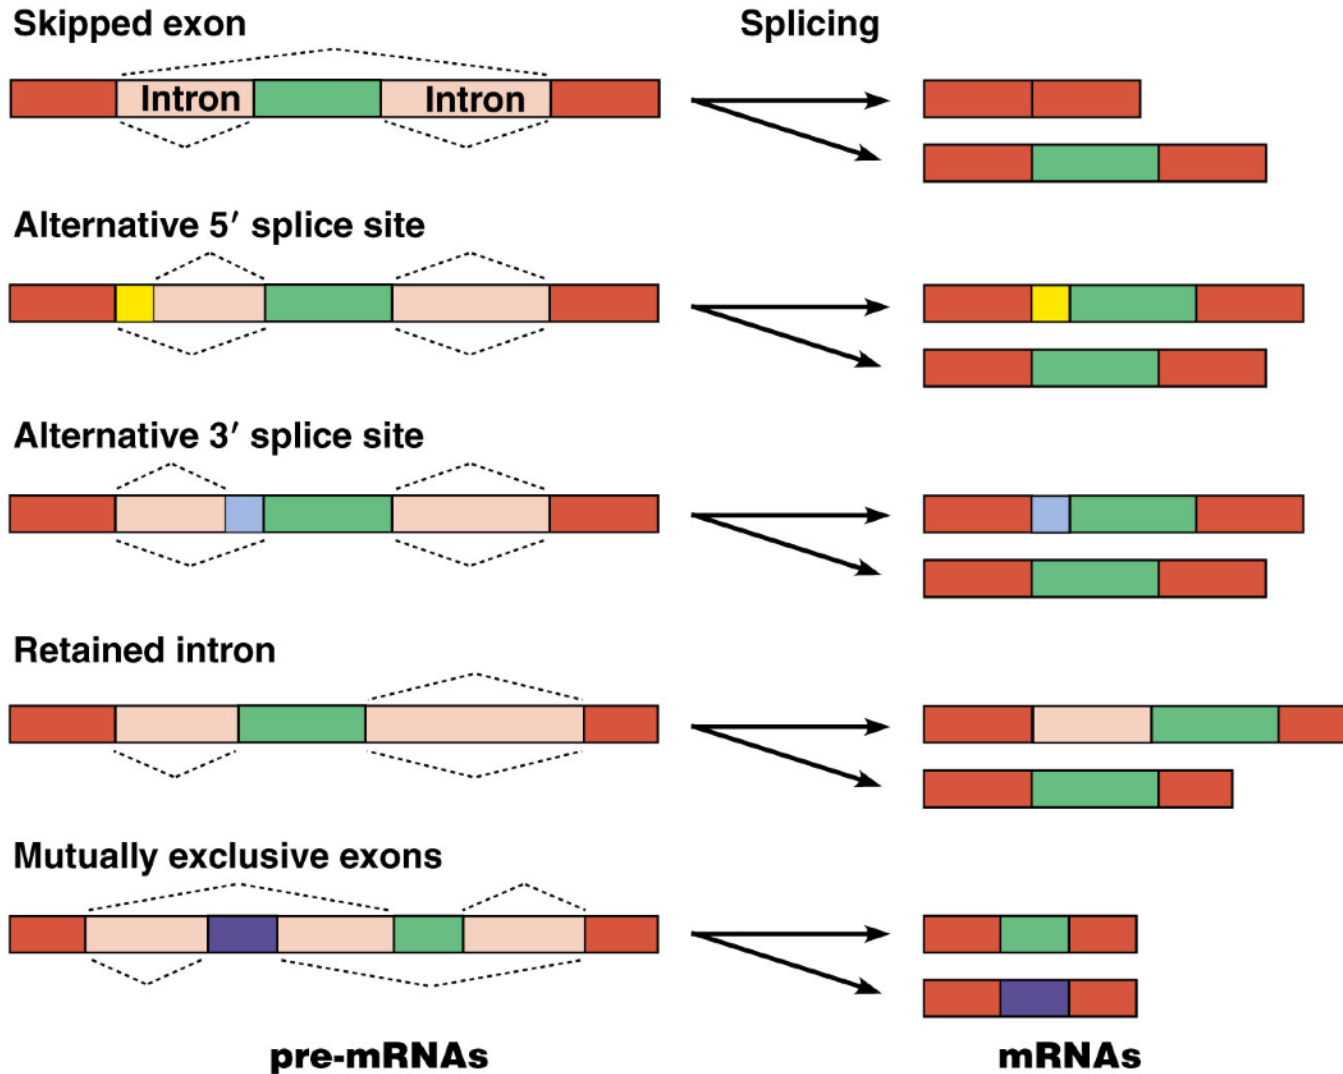 Skipped exon
Splicing
Intron
Intron
Alternative 5′ splice site
Alternative 3′ splice site
Retained intron
Mutually exclusive exons
pre-mRNAs
mRNAs